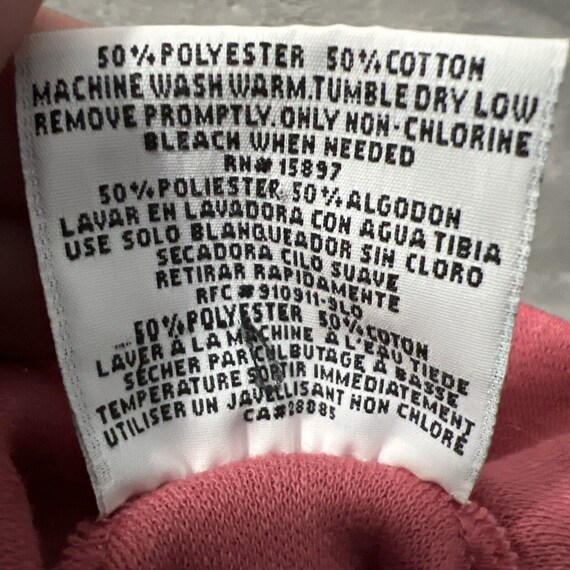 50% POLYESTER 50% COTTON
MACHINE WASH WARM. TUMBLE DRY LOW
REMOVE PROMPTLY. ONLY NON-CHLORINE
BLEACH WHEN NEEDED
RN# 15897
50% POLIESTER 50% ALGODON
LAVAR EN LAVADORA CON AGUA TIBIA
USE SOLO BLANQUEADOR SIN CLORO
SECADORA CILO SUAVE
RETIRAR RAPIDAMENTE
RFC # 910911-9L0
50% POLYESTER 50% COTON
LAVER A LA MACHINE A L'EAU TIEDE
SÉCHER PAR CULBUTAGE A BASSE
TEMPERATURE SORTIR IMMEDIATEMENT
UTILISER UN JAVELLISANT NON CHLORÉ
CA# 28085